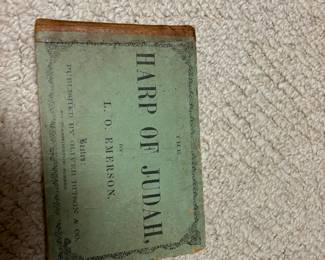 THE
HARP OF JUDAH,
BY
L. O. EMERSON.
PUBLISHED BY OLIVER DITSON & CO.